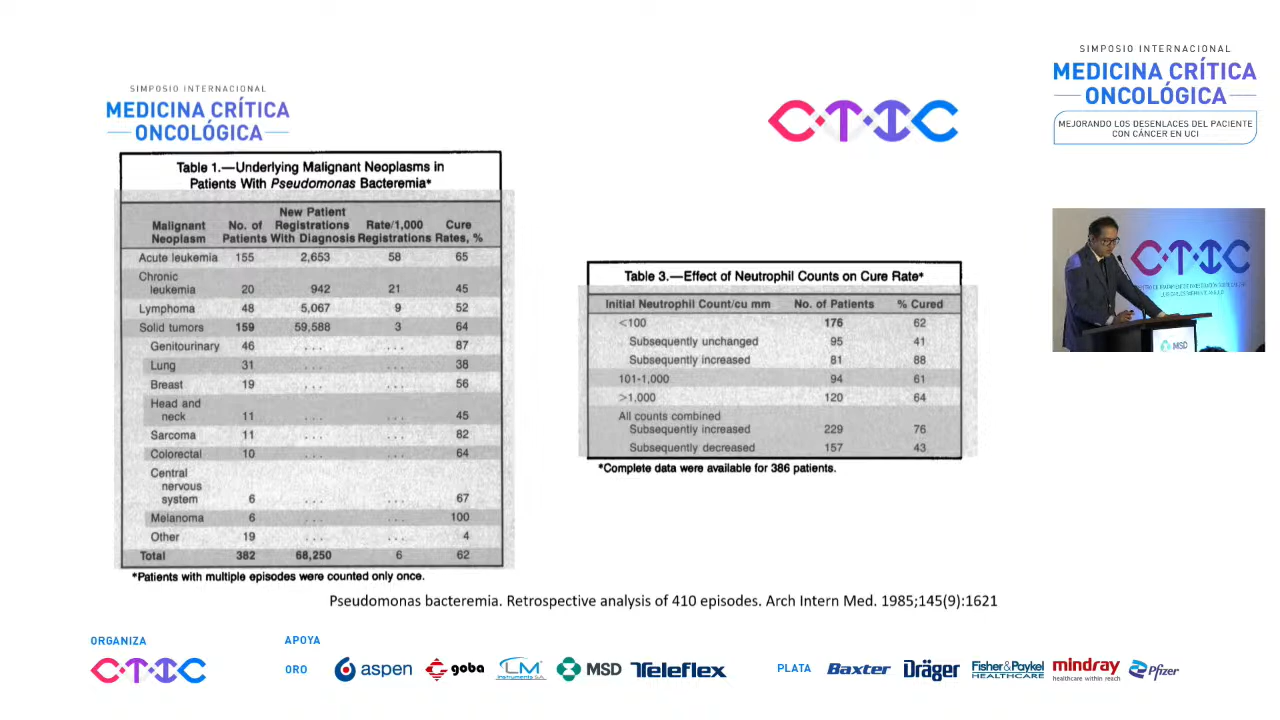 SIMPOSIO INTERNACIONAL
MEDICINA CRÍTICA
ONCOLÓGICA
CTIC
SIMPOSIO INTERNACIONAL
MEDICINA CRÍTICA
ONCOLÓGICA
MEJORANDO LOS DESENLACES DEL PACIENTE
CON CÁNCER EN UCI
Table 1.—Underlying Malignant Neoplasms in
Patients With Pseudomonas Bacteremia*
Malignant Neoplasm No. of Patients New Patient Registrations With Diagnosis Rate/1,000 Registrations Cure Rates, %
Acute leukemia 155 2,653 58 65
Chronic
leukemia 20 942 21 45
Lymphoma 48 5,067 9 52
Solid tumors 159 59,588 3 64
Genitourinary 46 ... ... 87
Lung 31 ... ... 38
Breast 19 ... ... 56
Head and
neck 11 ... ... 45
Sarcoma 11 ... ... 82
Colorectal 10 ... ... 64
Central
nervous
system 6 ... ... 67
Melanoma 6 ... ... 100
Other 19 ... ... 4
Total 382 68,250 6 62
*Patients with multiple episodes were counted only once.
Table 3.—Effect of Neutrophil Counts on Cure Rate*
Initial Neutrophil Count/cu mm No. of Patients % Cured
<100 176 62
Subsequently unchanged 95 41
Subsequently increased 81 88
101-1,000 94 61
>1,000 120 64
All counts combined
Subsequently increased 229 76
Subsequently decreased 157 43
*Complete data were available for 386 patients.
CTIC
MSD
Pseudomonas bacteremia. Retrospective analysis of 410 episodes. Arch Intern Med. 1985;145(9):1621
ORGANIZA
CTIC
APOYA
ORO
aspen
goba
LM
Instruments S.A.
MSD
Teleflex
PLATA
Baxter
Dräger
Fisher&Paykel
HEALTHCARE
mindray
healthcare within reach
Pfizer